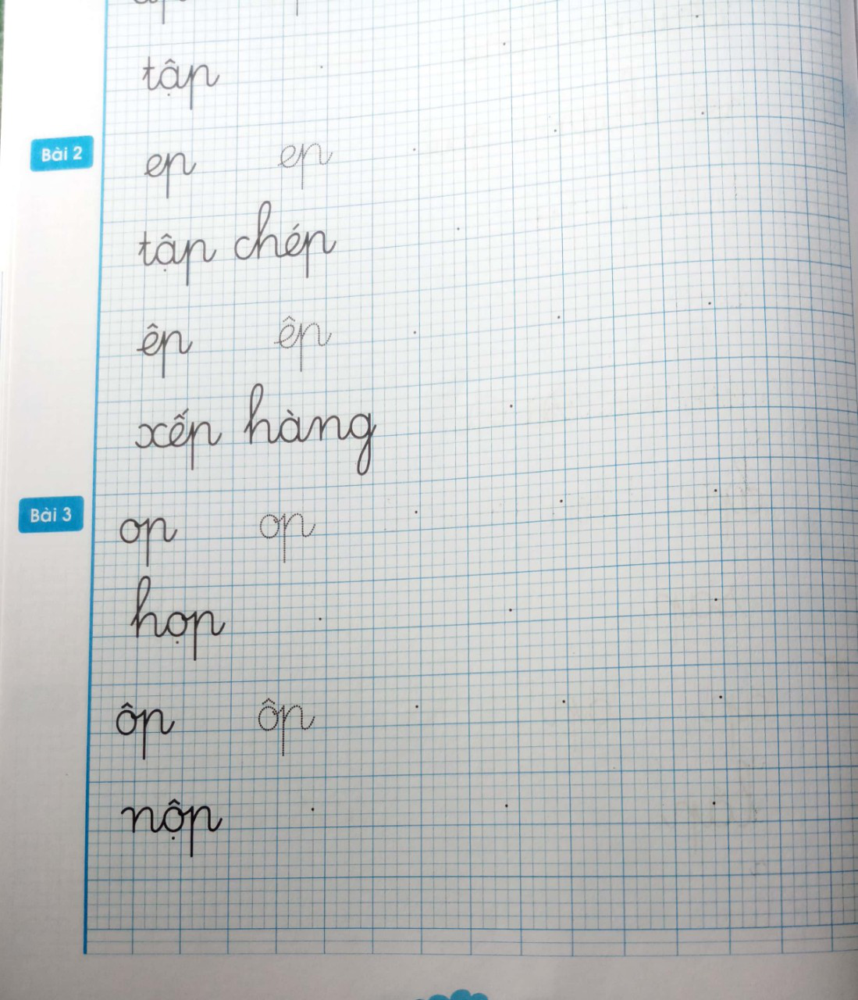 tập
Bài 2
ep ep
tập chép
êp êp
xếp hàng
Bài 3
op op
họp
ôp ôp
nộp